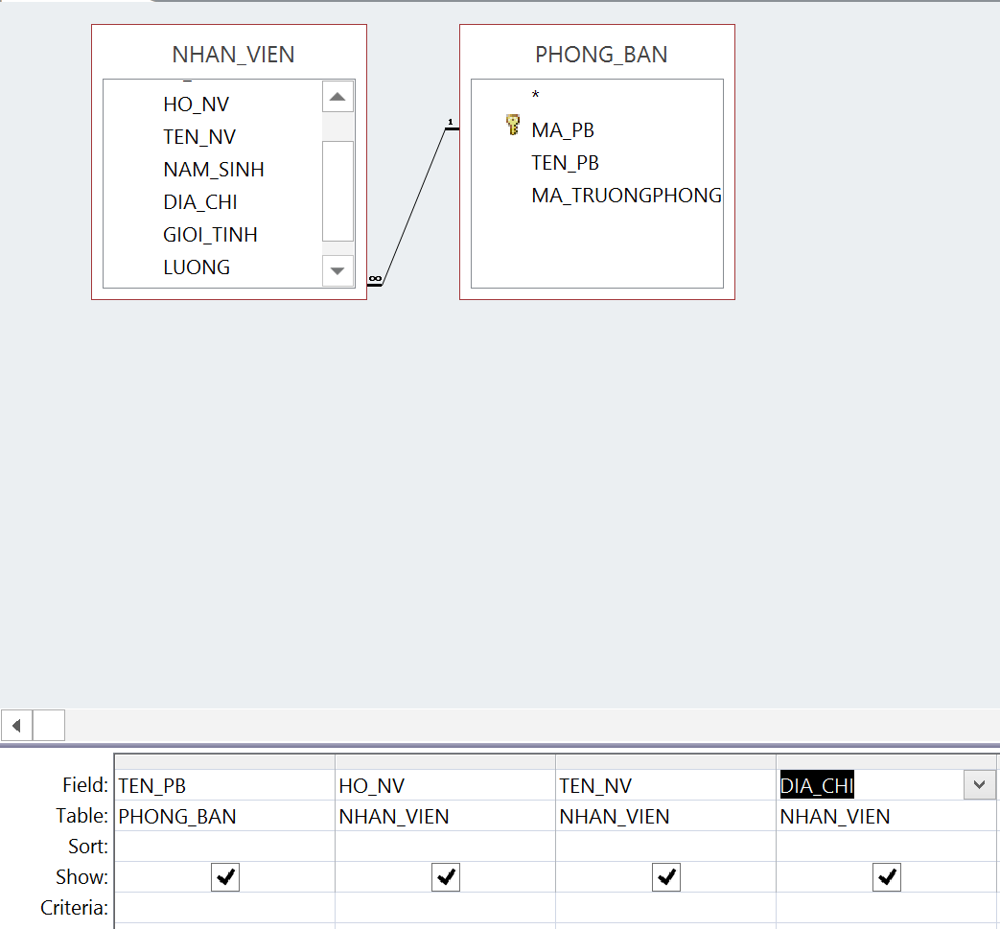 NHAN_VIEN
HO_NV
TEN_NV
NAM_SINH
DIA_CHI
GIOI_TINH
LUONG
∞
1
PHONG_BAN
*
MA_PB
TEN_PB
MA_TRUONGPHONG
Field: TEN_PB HO_NV TEN_NV DIA_CHI
Table: PHONG_BAN NHAN_VIEN NHAN_VIEN NHAN_VIEN
Sort:
Show:
Criteria: